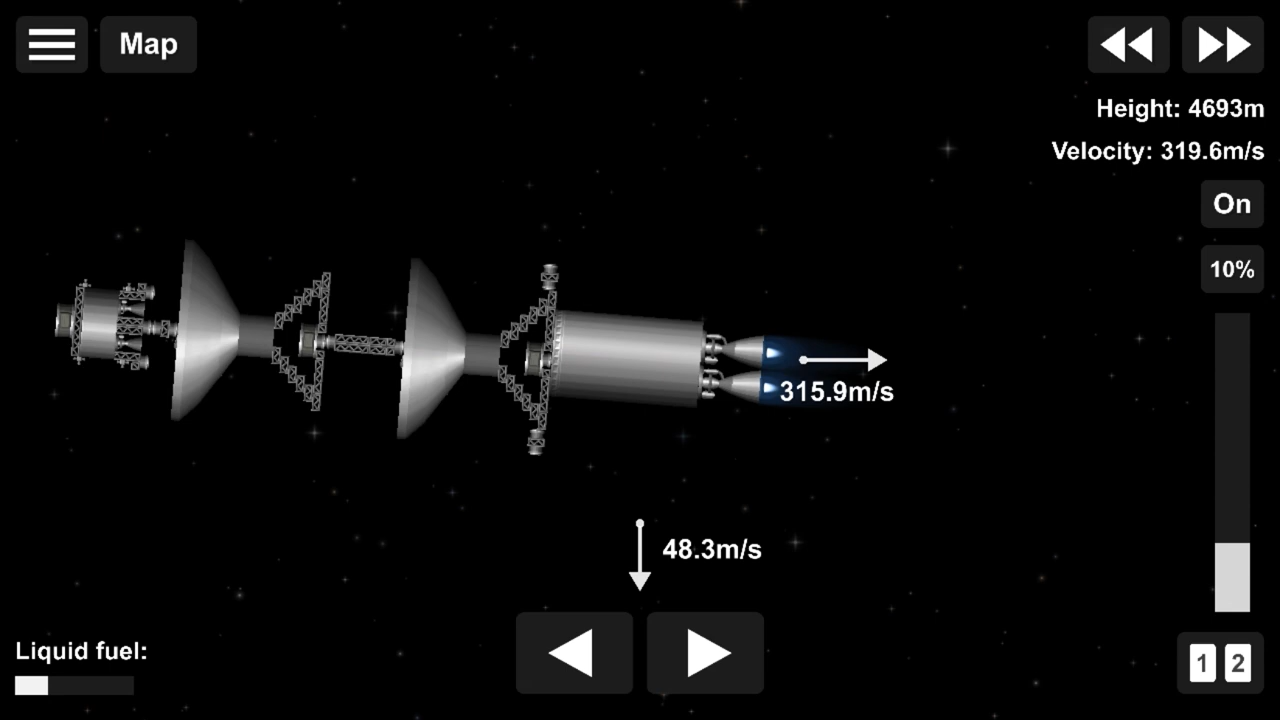 Map
Height: 4693m
Velocity: 319.6m/s
On
10%
315.9m/s
48.3m/s
Liquid fuel:
1 2